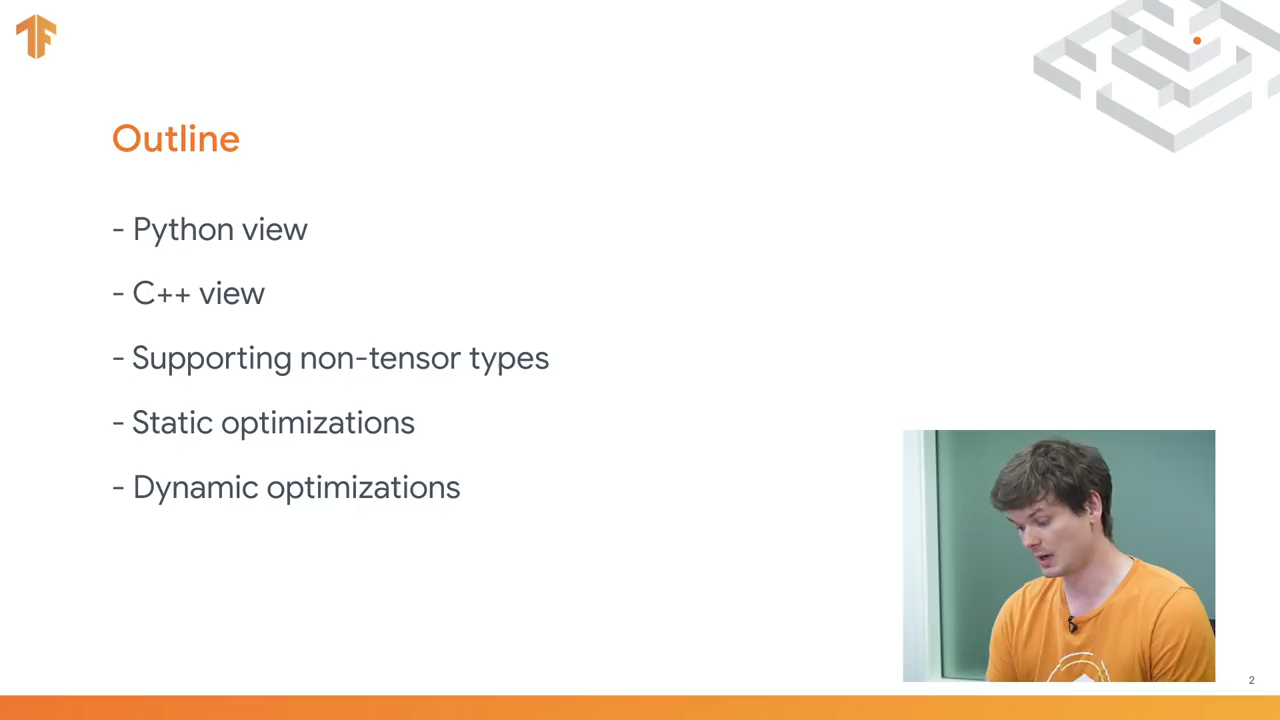 Outline
- Python view
- C++ view
- Supporting non-tensor types
- Static optimizations
- Dynamic optimizations
2